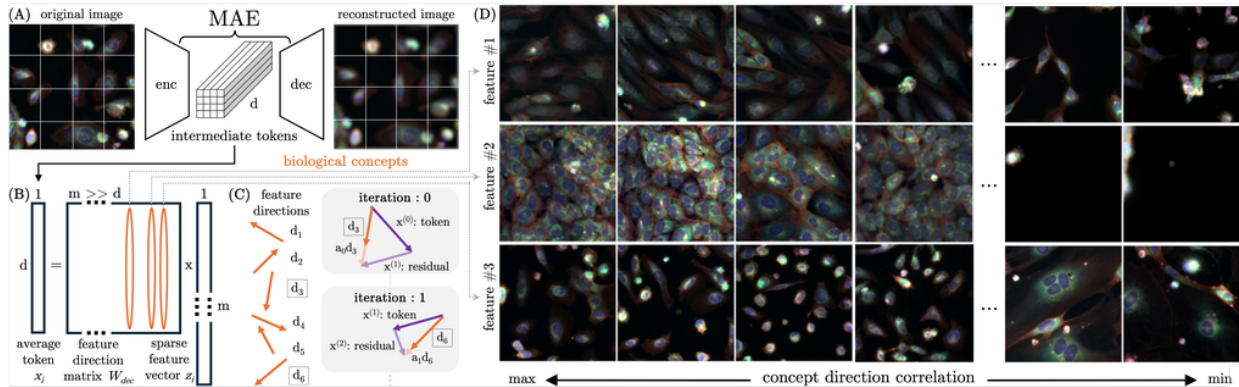 (A)
original image
MAE
reconstructed image
enc
d
dec
intermediate tokens
biological concepts
(B)
1
m >> d
1
d
=
x
m
average
token
x_i
feature
direction
matrix W_dec
sparse
feature
vector z_i
(C)
feature
directions
d_1
d_2
d_3
d_4
d_5
d_6
iteration : 0
d_3
x^(0): token
a_0d_3
x^(1): residual
iteration : 1
x^(1): token
x^(2): residual
d_6
a_1d_6
(D)
feature #1
...
feature #2
...
feature #3
...
max
concept direction correlation
min